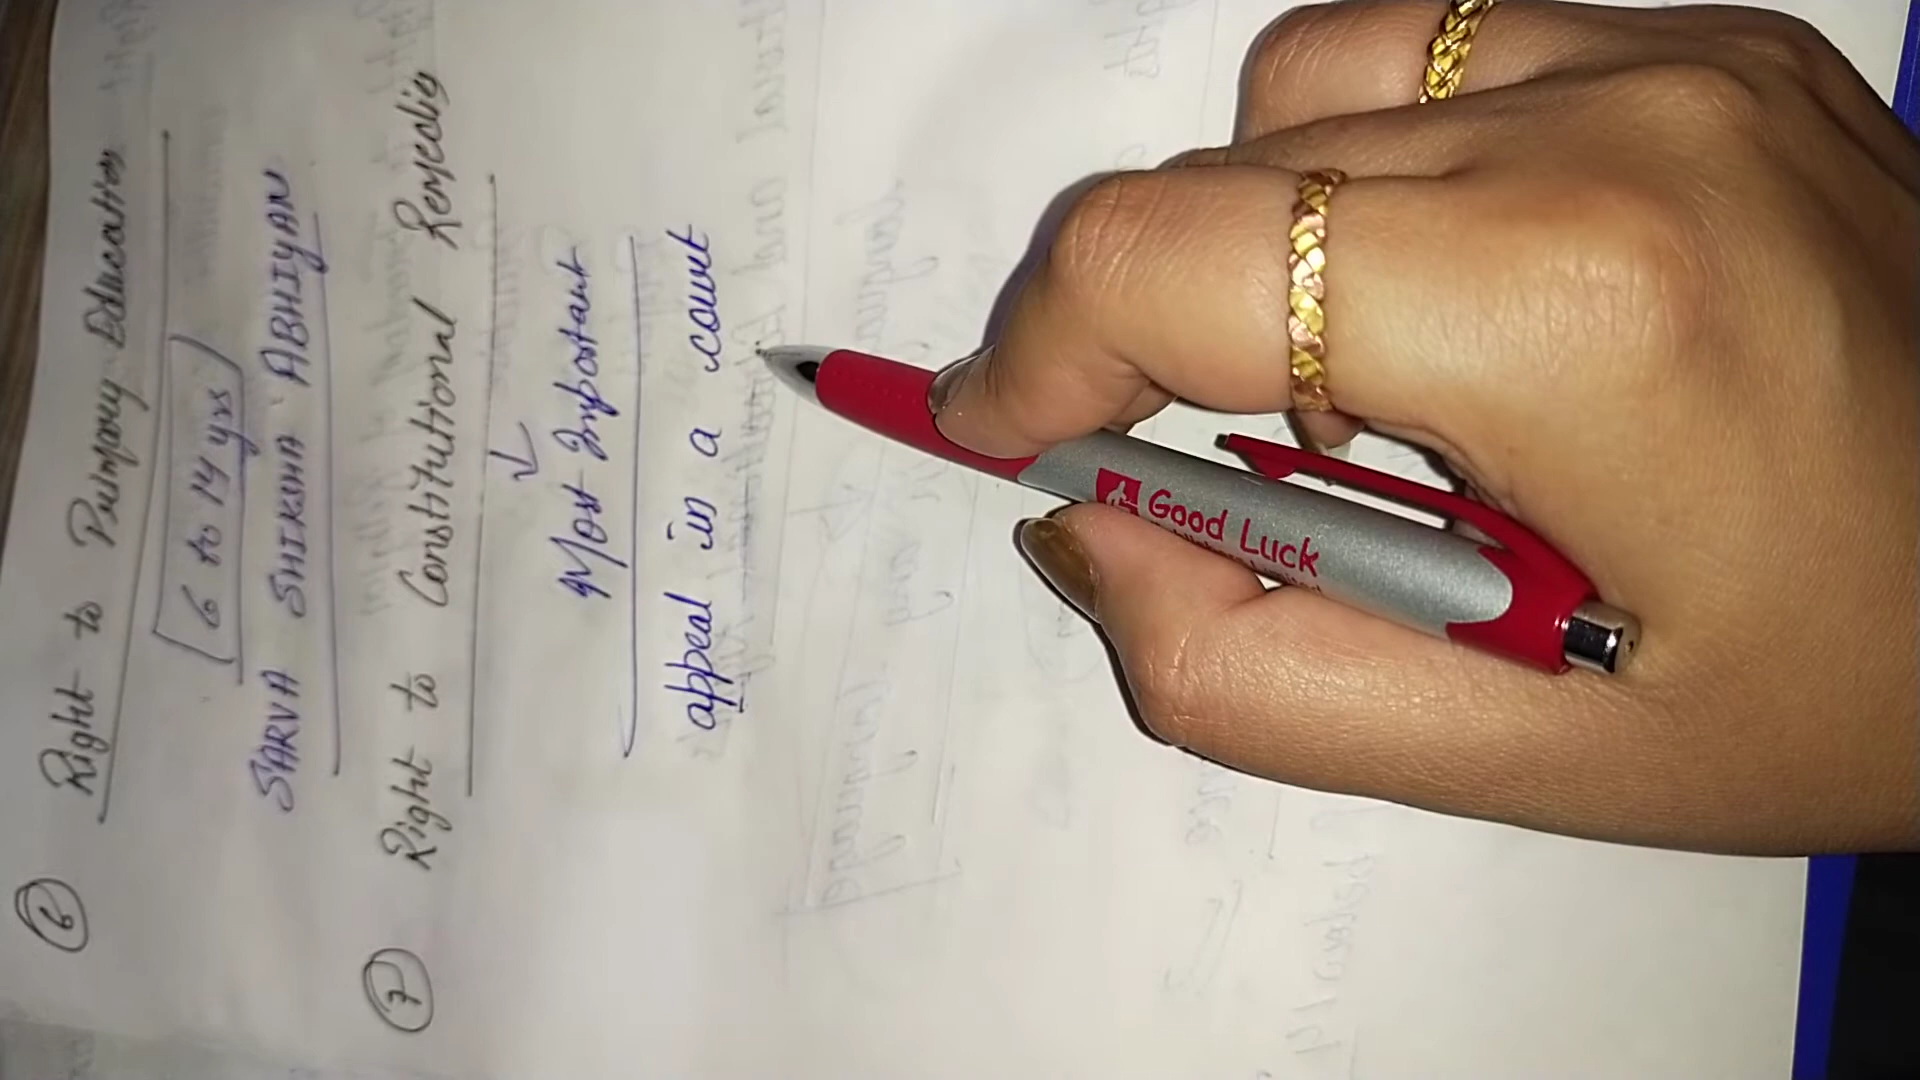 6 Right to Primary Education
[6 to 14 yrs]
SARVA SHIKSHA ABHIYAN
7 Right to Constitutional Remedies
↓
Most Important
appeal in a court
Good Luck